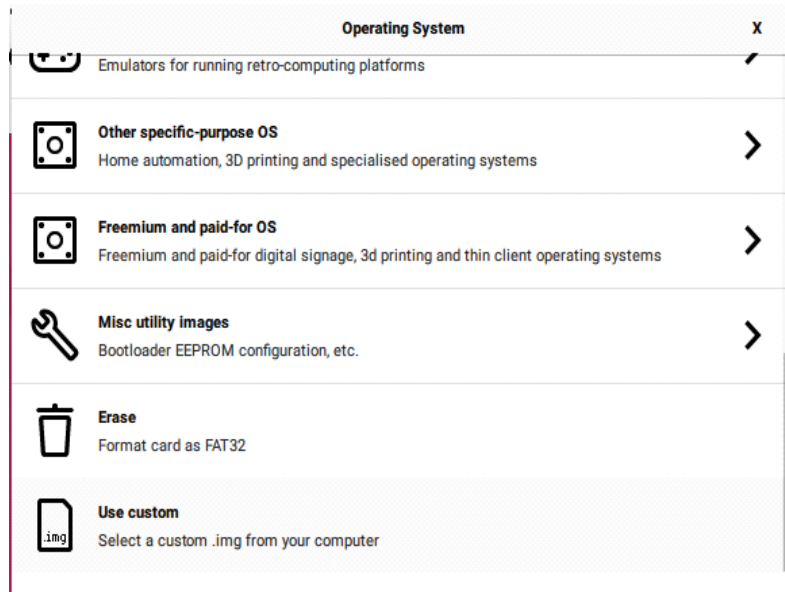 Operating System
X
Emulators for running retro-computing platforms
Other specific-purpose OS
Home automation, 3D printing and specialised operating systems
Freemium and paid-for OS
Freemium and paid-for digital signage, 3d printing and thin client operating systems
Misc utility images
Bootloader EEPROM configuration, etc.
Erase
Format card as FAT32
Use custom
.img
Select a custom .img from your computer